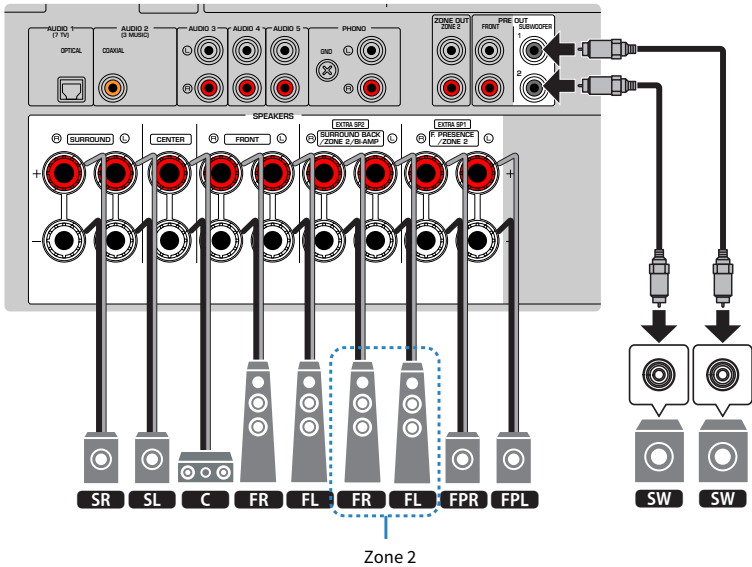 AUDIO 1
(7 TV)
AUDIO 2
(3 MUSIC)
AUDIO 3
AUDIO 4
AUDIO 5
PHONO
ZONE OUT
ZONE 2
PRE OUT
FRONT
SUBWOOFER
OPTICAL
COAXIAL
L
GND
L
1
R
R
2
SPEAKERS
R
SURROUND
L
CENTER
R
FRONT
L
EXTRA SP2
R
SURROUND BACK
/ZONE 2/BI-AMP
L
EXTRA SP1
R
F. PRESENCE
/ZONE 2
L
+
+
–
–
SR
SL
C
FR
FL
FR
FL
FPR
FPL
SW
SW
Zone 2